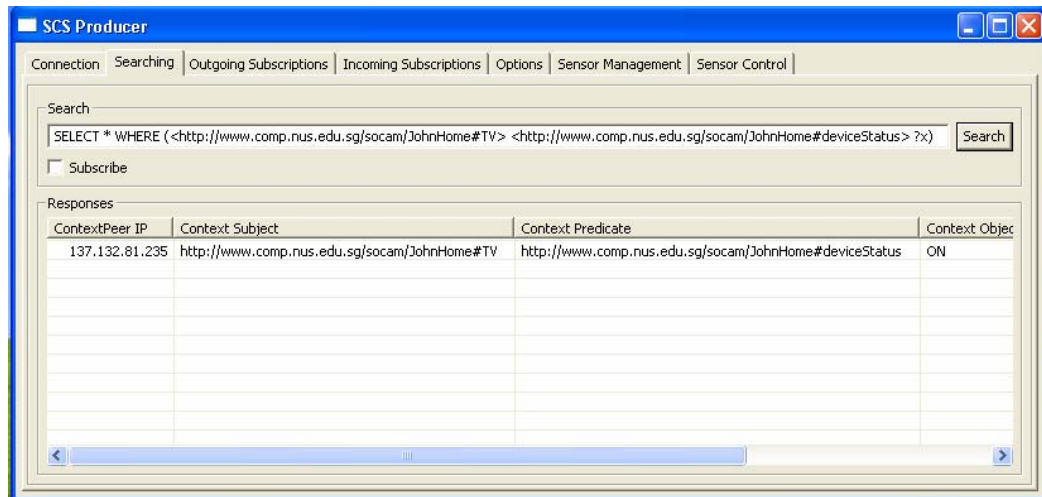 SCS Producer
Connection Searching Outgoing Subscriptions Incoming Subscriptions Options Sensor Management Sensor Control
Search
SELECT * WHERE (<http://www.comp.nus.edu.sg/socam/JohnHome#TV> <http://www.comp.nus.edu.sg/socam/JohnHome#deviceStatus> ?x) Search
Subscribe
Responses
ContextPeer IP Context Subject Context Predicate Context Objec
137.132.81.235 http://www.comp.nus.edu.sg/socam/JohnHome#TV http://www.comp.nus.edu.sg/socam/JohnHome#deviceStatus ON